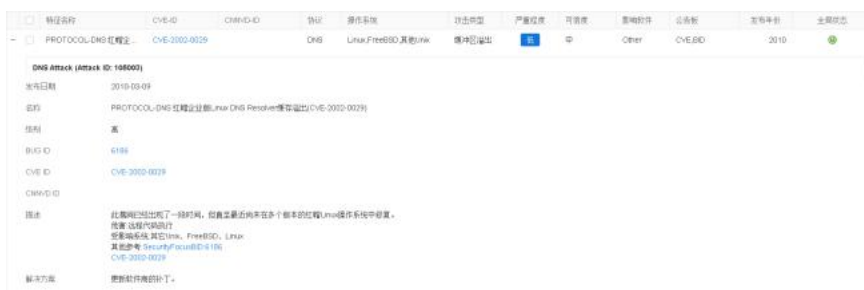 特征名称 CVE-ID CNNVD-ID 协议 操作系统 攻击类型 严重程度 可信度 影响软件 公告板 发布年份 全局状态
PROTOCOL-DNS 红帽企... CVE-2002-0029 DNS Linux,FreeBSD,其他Unix 缓冲区溢出 低 中 Other CVE,BID 2010
DNS Attack (Attack ID: 108003)
发布日期 2010-03-09
名称 PROTOCOL-DNS 红帽企业版Linux DNS Resolver缓存溢出(CVE-2002-0029)
级别 高
BUG ID 6186
CVE ID CVE-2002-0029
CNNVD ID
描述 此漏洞已经出现了一段时间，但直至最近尚未在多个版本的红帽Linux操作系统中修复。
危害:远程代码执行
受影响系统:其它Unix、FreeBSD、Linux
其他参考:SecurityFocusBID:6186
CVE-2002-0029
解决方案 更新软件商的补丁。